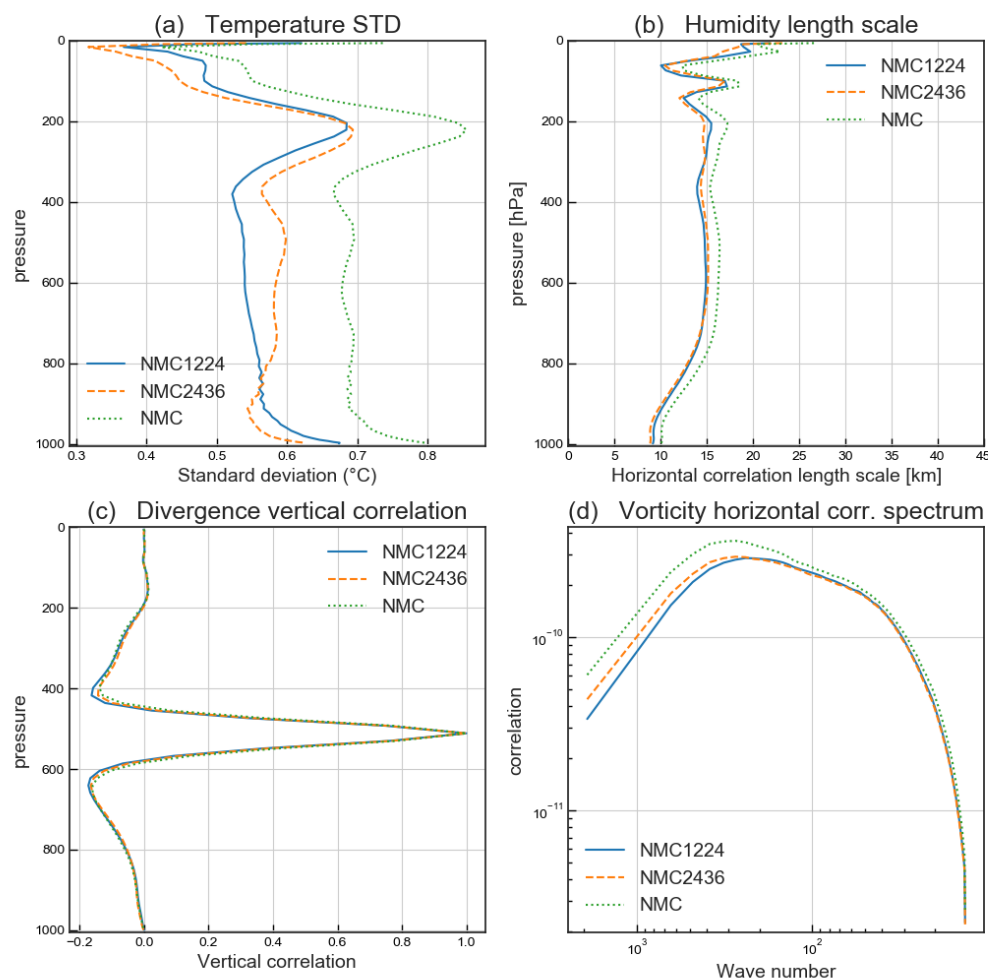 (a) Temperature STD
0
200
400
600
800
1000
pressure
NMC1224
NMC2436
NMC
0.3 0.4 0.5 0.6 0.7 0.8
Standard deviation (°C)
(b) Humidity length scale
0
200
400
600
800
1000
pressure [hPa]
NMC1224
NMC2436
NMC
0 5 10 15 20 25 30 35 40 45
Horizontal correlation length scale [km]
(c) Divergence vertical correlation
0
200
400
600
800
1000
pressure
NMC1224
NMC2436
NMC
−0.2 0.0 0.2 0.4 0.6 0.8 1.0
Vertical correlation
(d) Vorticity horizontal corr. spectrum
10⁻¹⁰
10⁻¹¹
correlation
NMC1224
NMC2436
NMC
10³ 10²
Wave number